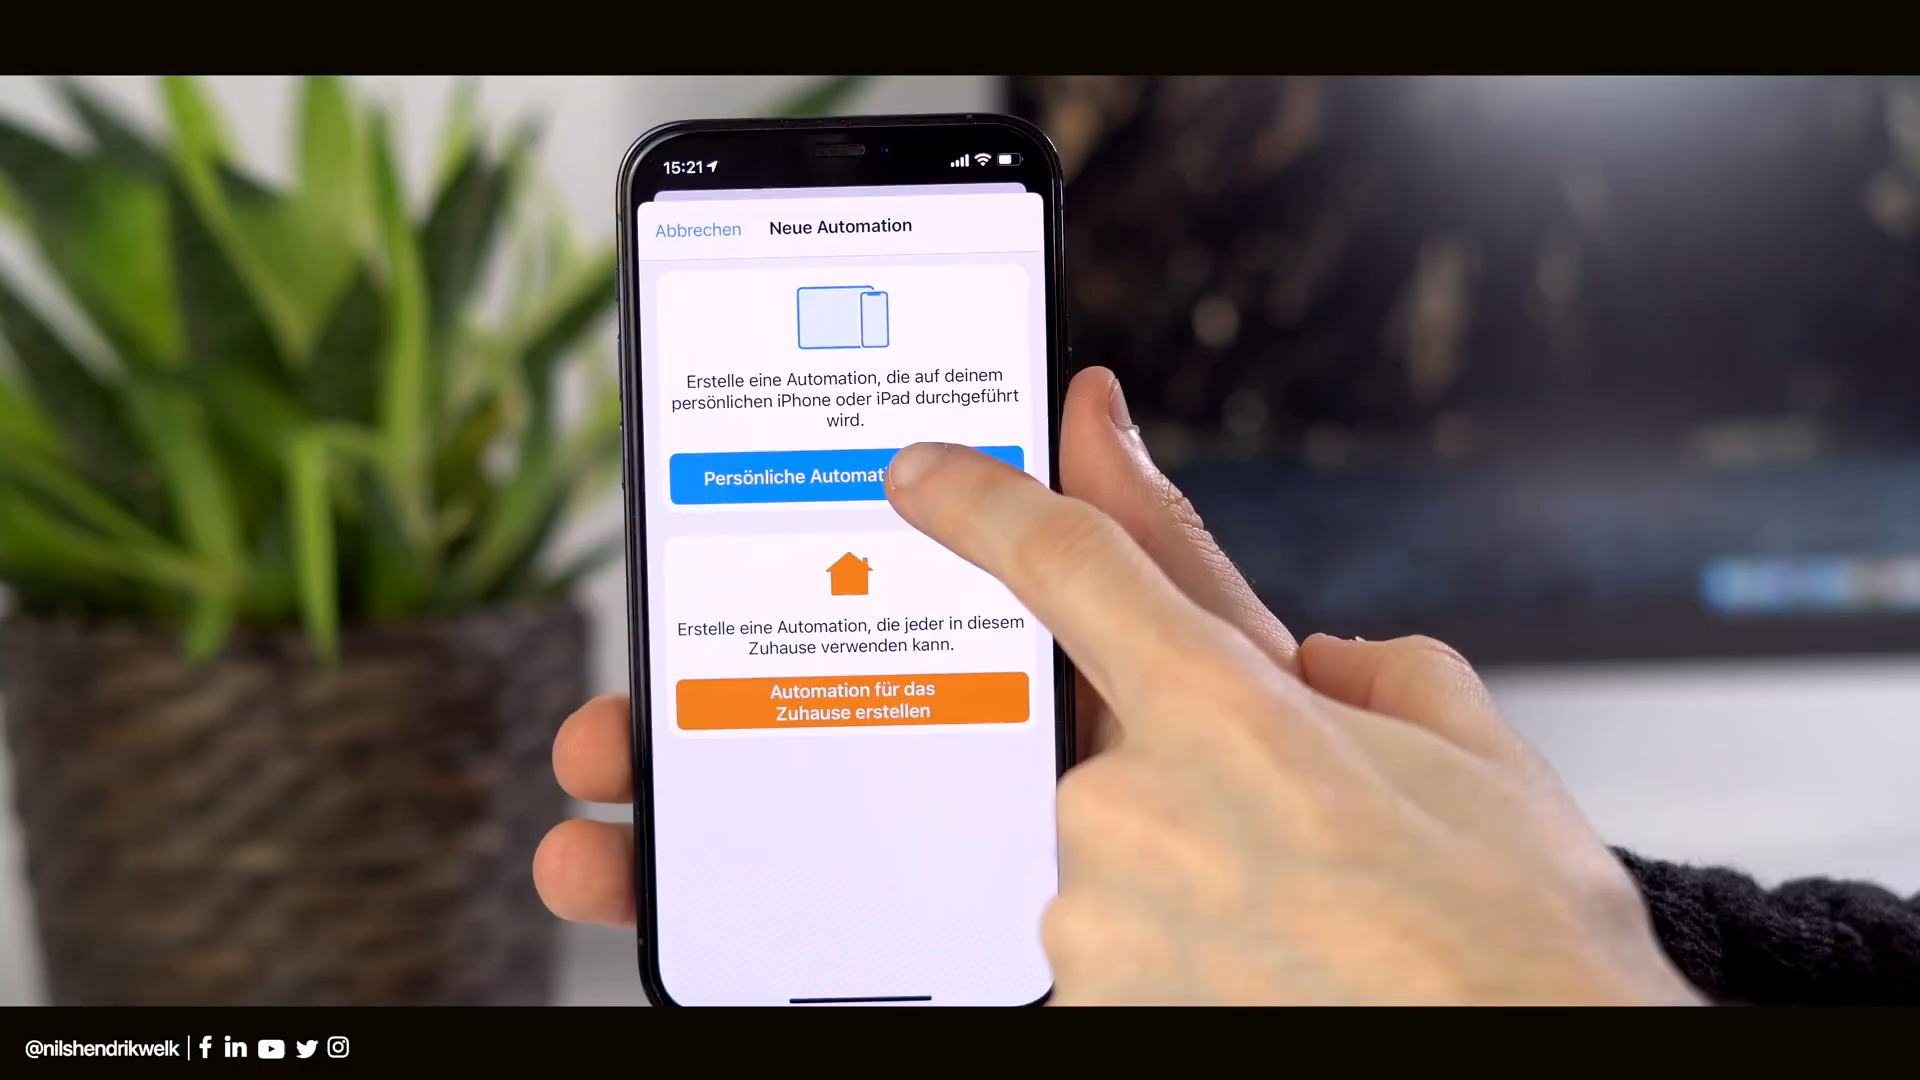 15:21
Abbrechen
Neue Automation
Erstelle eine Automation, die auf deinem
persönlichen iPhone oder iPad durchgeführt
wird.
Persönliche
Erstelle eine Automation, die jeder in diesem
Zuhause verwenden kann.
Automation für das
Zuhause erstellen
@nilshendrikwelk